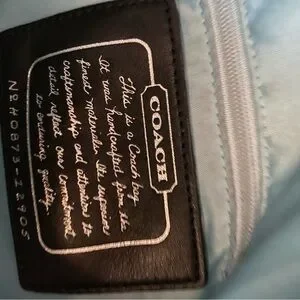 COACH
This is a Coach bag.
It was handcrafted from the
finest materials. Its superior
craftsmanship and attention to
detail reflect our commitment
to enduring quality.
No H0873-12905